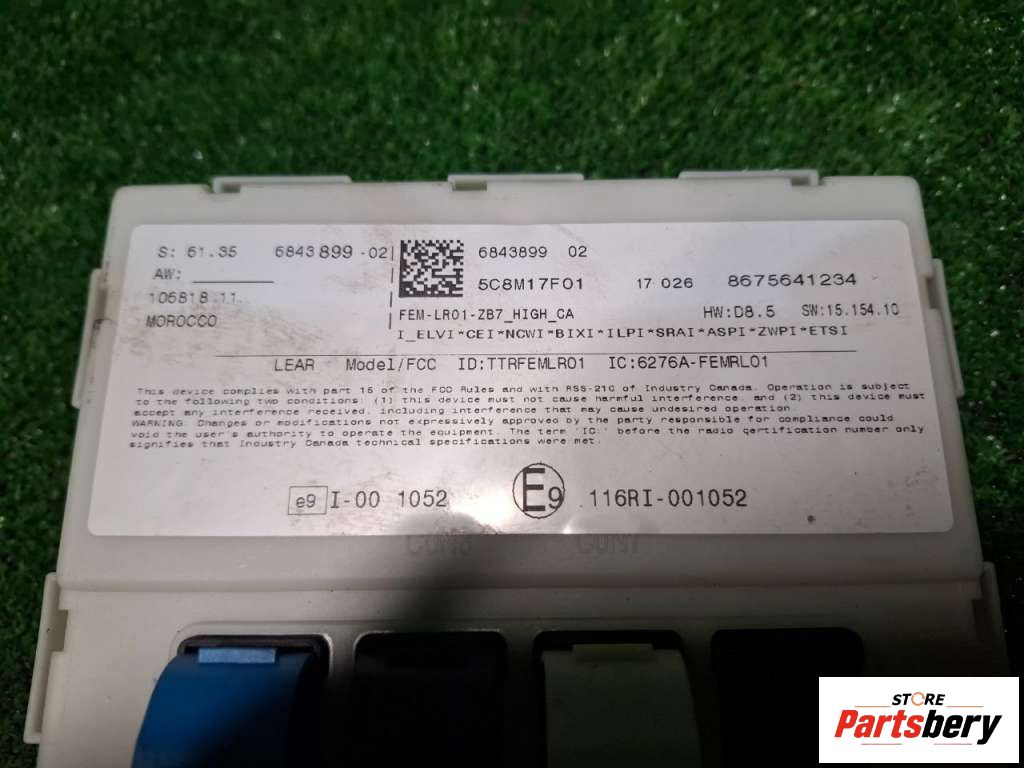 S: 61.35 6843899-02
AW:
106818.11.
MOROCCO
6843899 02
5C8M17F01 17 026 8675641234
FEM-LR01-ZB7_HIGH_CA HW:D8.5 SW:15.154.10
I_ELVI*CEI*NCWI*BIXI*ILPI*SRAI*ASPI*ZWPI*ETSI
LEAR Model/FCC ID:TTRFEMLR01 IC:6276A-FEMRL01
This device complies with part 15 of the FCC Rules and with RSS-210 of Industry Canada. Operation is subject
to the following two conditions: (1) this device must not cause harmful interference, and (2) this device must
accept any interference received, including interference that may cause undesired operation.
WARNING: Changes or modifications not expressively approved by the party responsible for compliance could
void the user's authority to operate the equipment. The term 'IC:' before the radio certification number only
signifies that Industry Canada technical specifications were met.
e9 I-00 1052 E9 116RI-001052
CON6 CON7
STORE
Partsbery